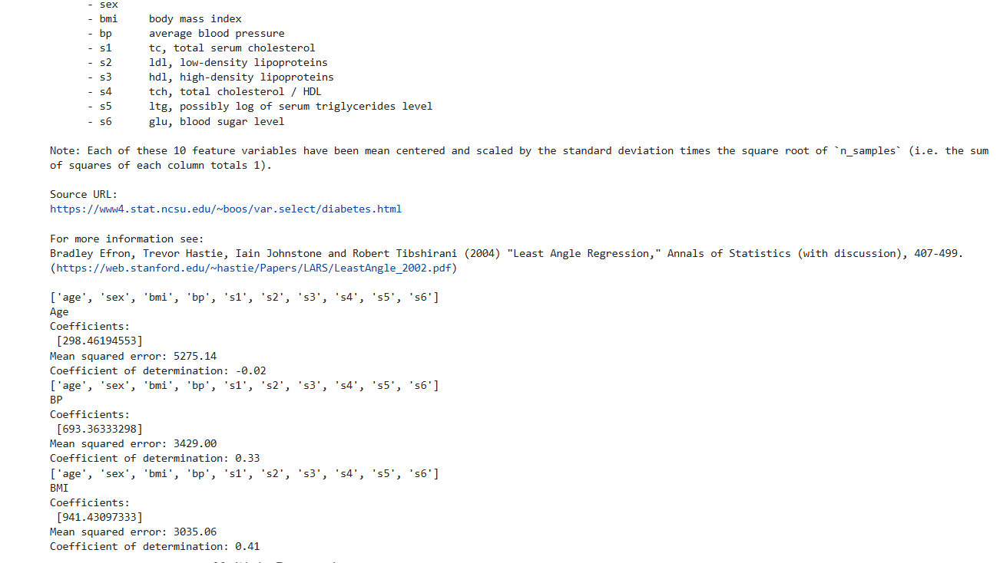 - sex
- bmi body mass index
- bp average blood pressure
- s1 tc, total serum cholesterol
- s2 ldl, low-density lipoproteins
- s3 hdl, high-density lipoproteins
- s4 tch, total cholesterol / HDL
- s5 ltg, possibly log of serum triglycerides level
- s6 glu, blood sugar level
Note: Each of these 10 feature variables have been mean centered and scaled by the standard deviation times the square root of `n_samples` (i.e. the sum
of squares of each column totals 1).
Source URL:
https://www4.stat.ncsu.edu/~boos/var.select/diabetes.html
For more information see:
Bradley Efron, Trevor Hastie, Iain Johnstone and Robert Tibshirani (2004) "Least Angle Regression," Annals of Statistics (with discussion), 407-499.
(https://web.stanford.edu/~hastie/Papers/LARS/LeastAngle_2002.pdf)
['age', 'sex', 'bmi', 'bp', 's1', 's2', 's3', 's4', 's5', 's6']
Age
Coefficients:
[298.46194553]
Mean squared error: 5275.14
Coefficient of determination: -0.02
['age', 'sex', 'bmi', 'bp', 's1', 's2', 's3', 's4', 's5', 's6']
BP
Coefficients:
[693.36333298]
Mean squared error: 3429.00
Coefficient of determination: 0.33
['age', 'sex', 'bmi', 'bp', 's1', 's2', 's3', 's4', 's5', 's6']
BMI
Coefficients:
[941.43097333]
Mean squared error: 3035.06
Coefficient of determination: 0.41